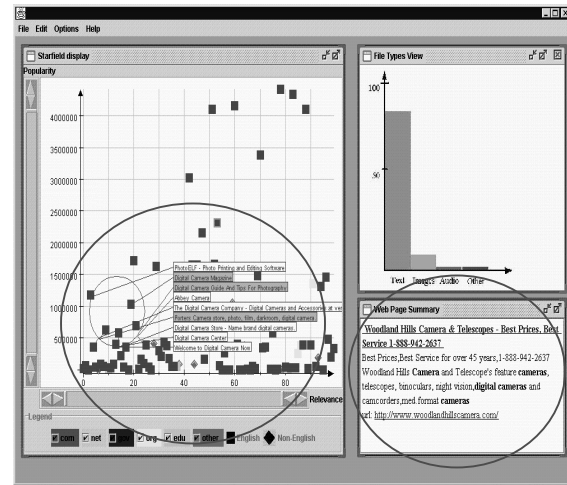 File Edit Options Help
Starfield display
Popularity
4000000
3500000
3000000
2500000
2000000
1500000
1000000
500000
0 20 40 60 80
PhotoELF - Photo Printing and Editing Software
Digital Camera Magazine
Digital Camera Guide And Tips For Photographs
Abbey Camera
The Digital Camera Company - Digital Cameras and Accessories at ver
Porters Camera store, photo, film, darkroom, digital camera
Digital Camera Store - Name brand digital cameras.
Digital Camera Center
Welcome to Digital Camera Now
Relevance
Legend
com net gov org edu other English Non-English
File Types View
100
50
Text Images Audio Other
Web Page Summary
Woodland Hills Camera & Telescopes - Best Prices, Best
Service 1-888-942-2637
Best Prices,Best Service for over 45 years,1-888-942-2637
Woodland Hills Camera and Telescope's feature cameras,
telescopes, binoculars, night vision,digital cameras and
camcorders,med.format cameras
url: http://www.woodlandhillscamera.com/